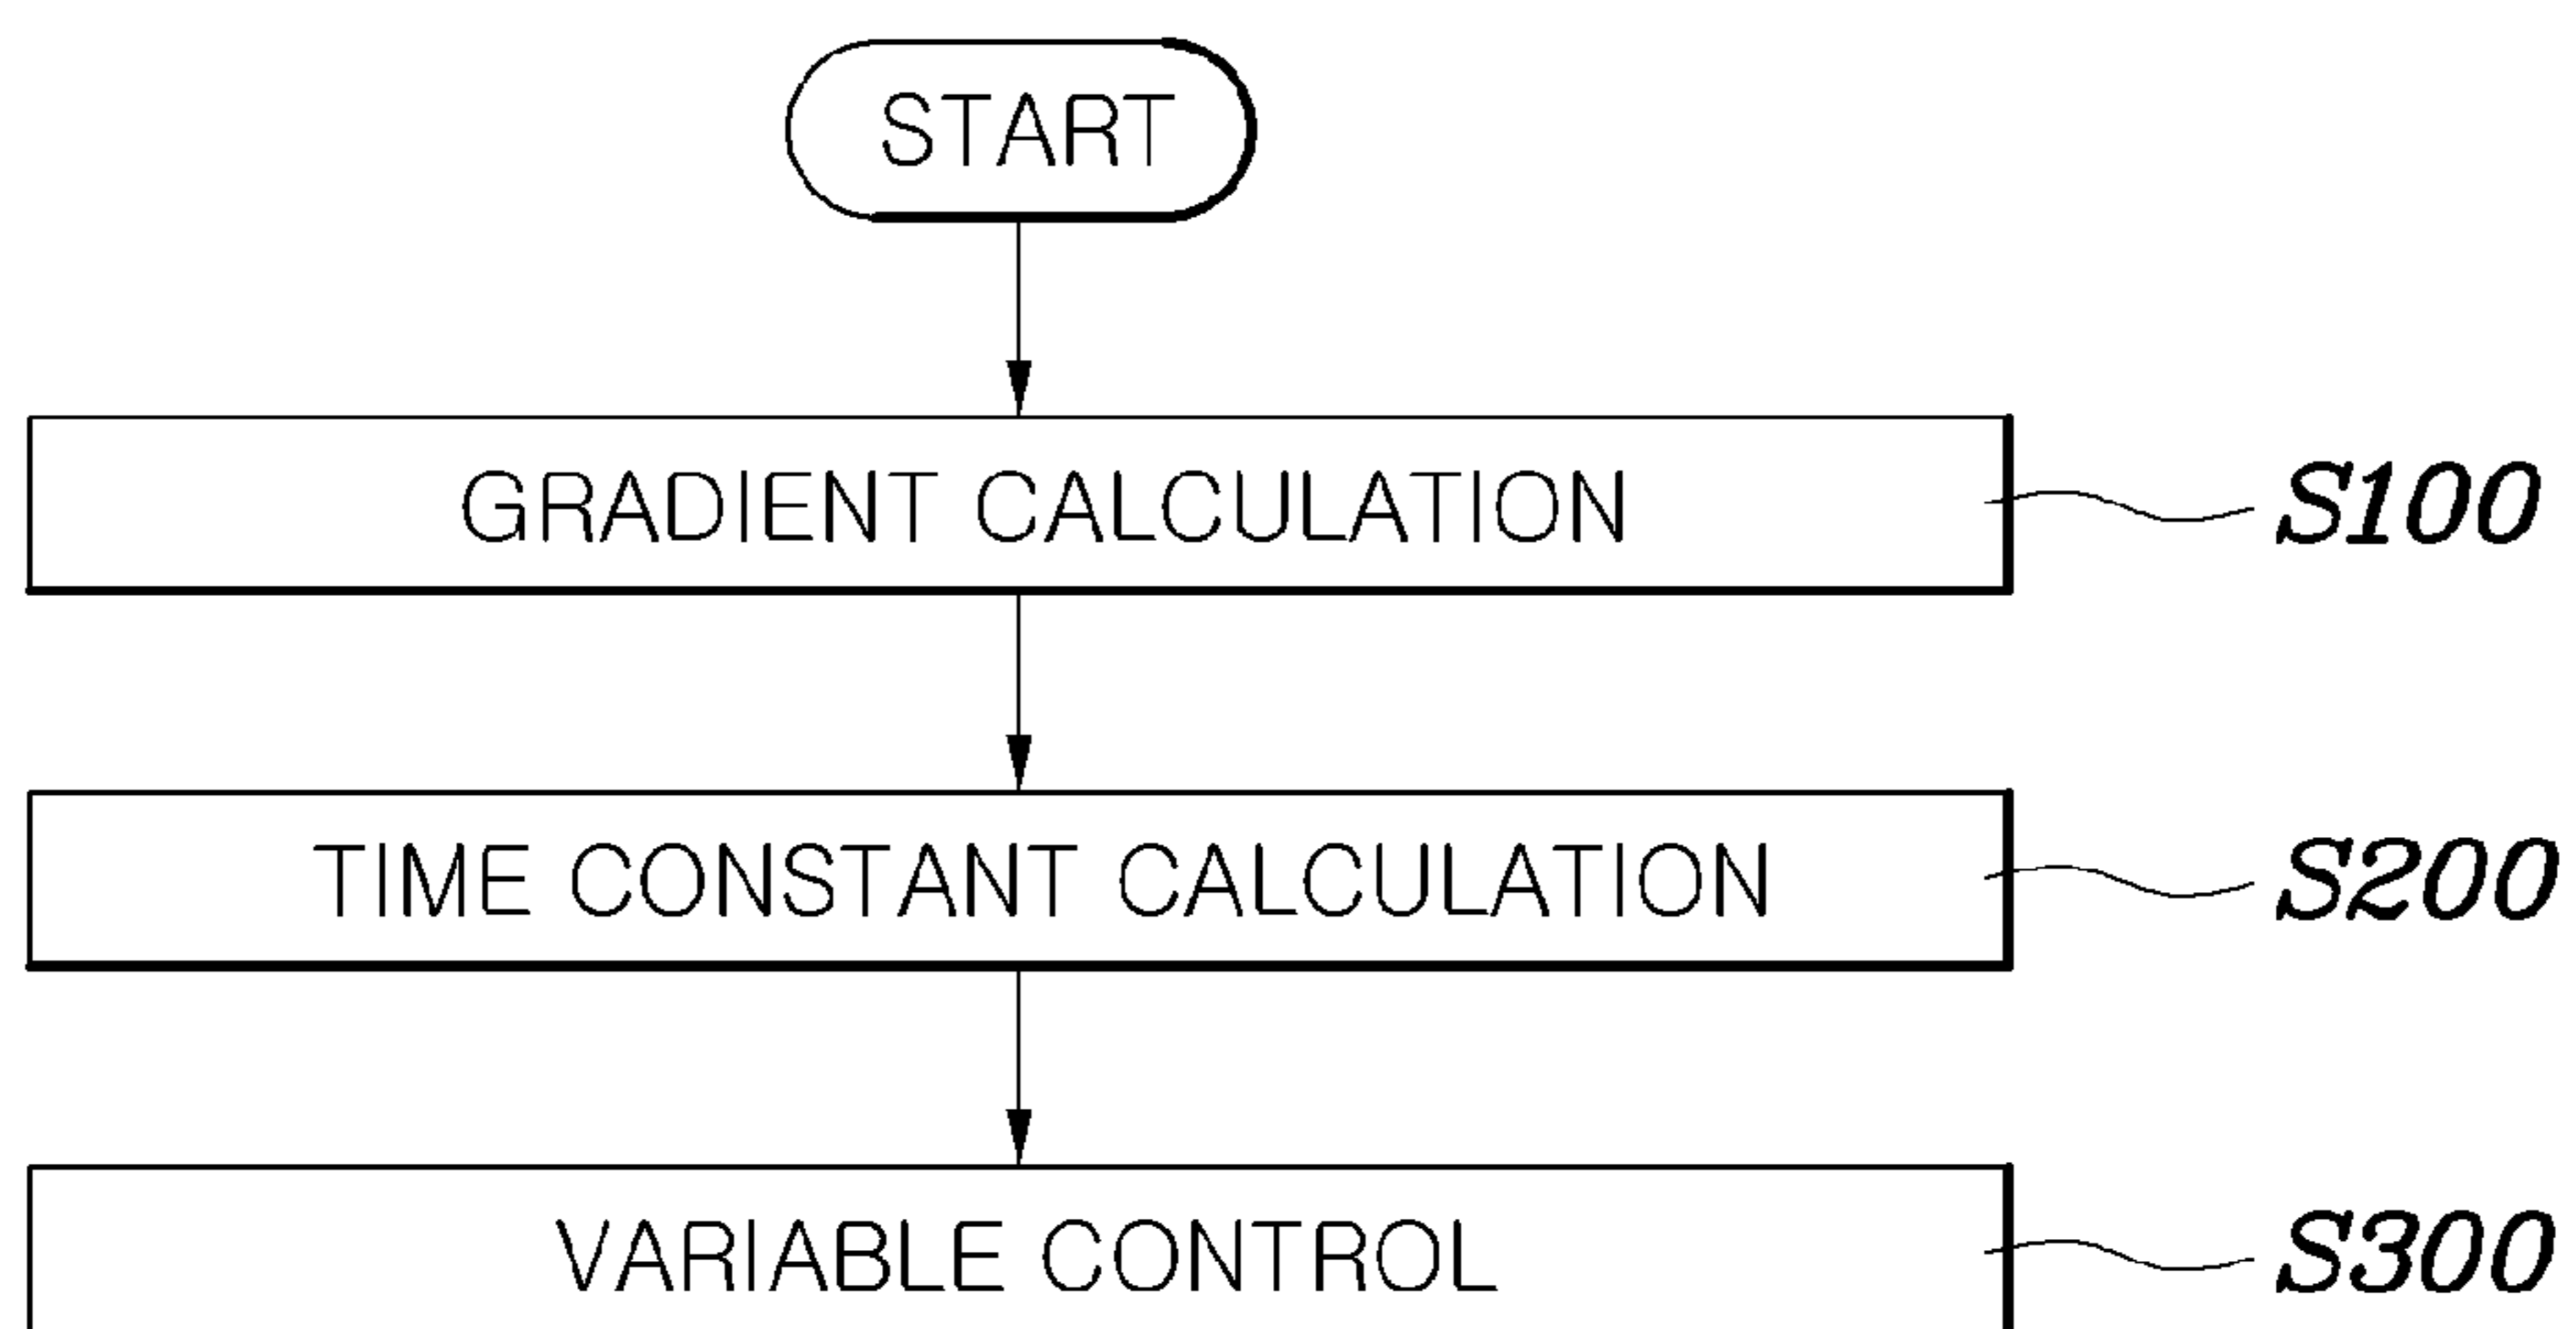 START
GRADIENT CALCULATION S100
TIME CONSTANT CALCULATION S200
VARIABLE CONTROL S300